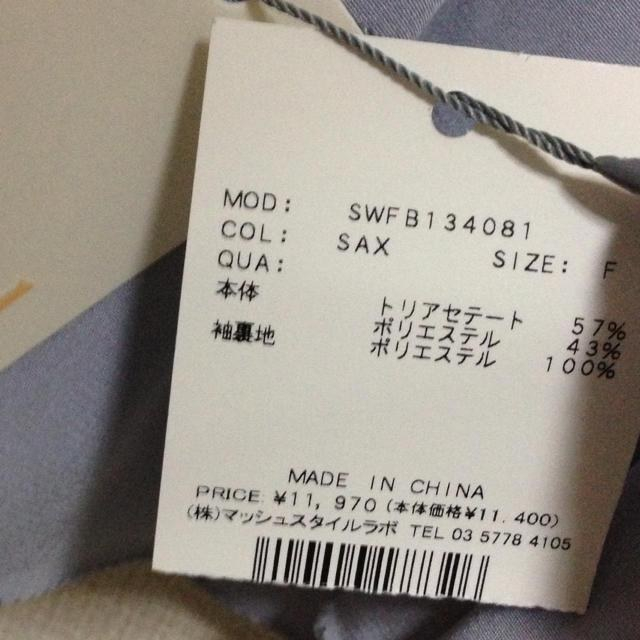 MOD: SWFB134081
COL: SAX SIZE: F
QUA:
本体 トリアセテート 57%
ポリエステル 43%
袖裏地 ポリエステル 100%
MADE IN CHINA
PRICE: ¥11,970 (本体価格¥11.400)
(株)マッシュスタイルラボ TEL 03 5778 4105